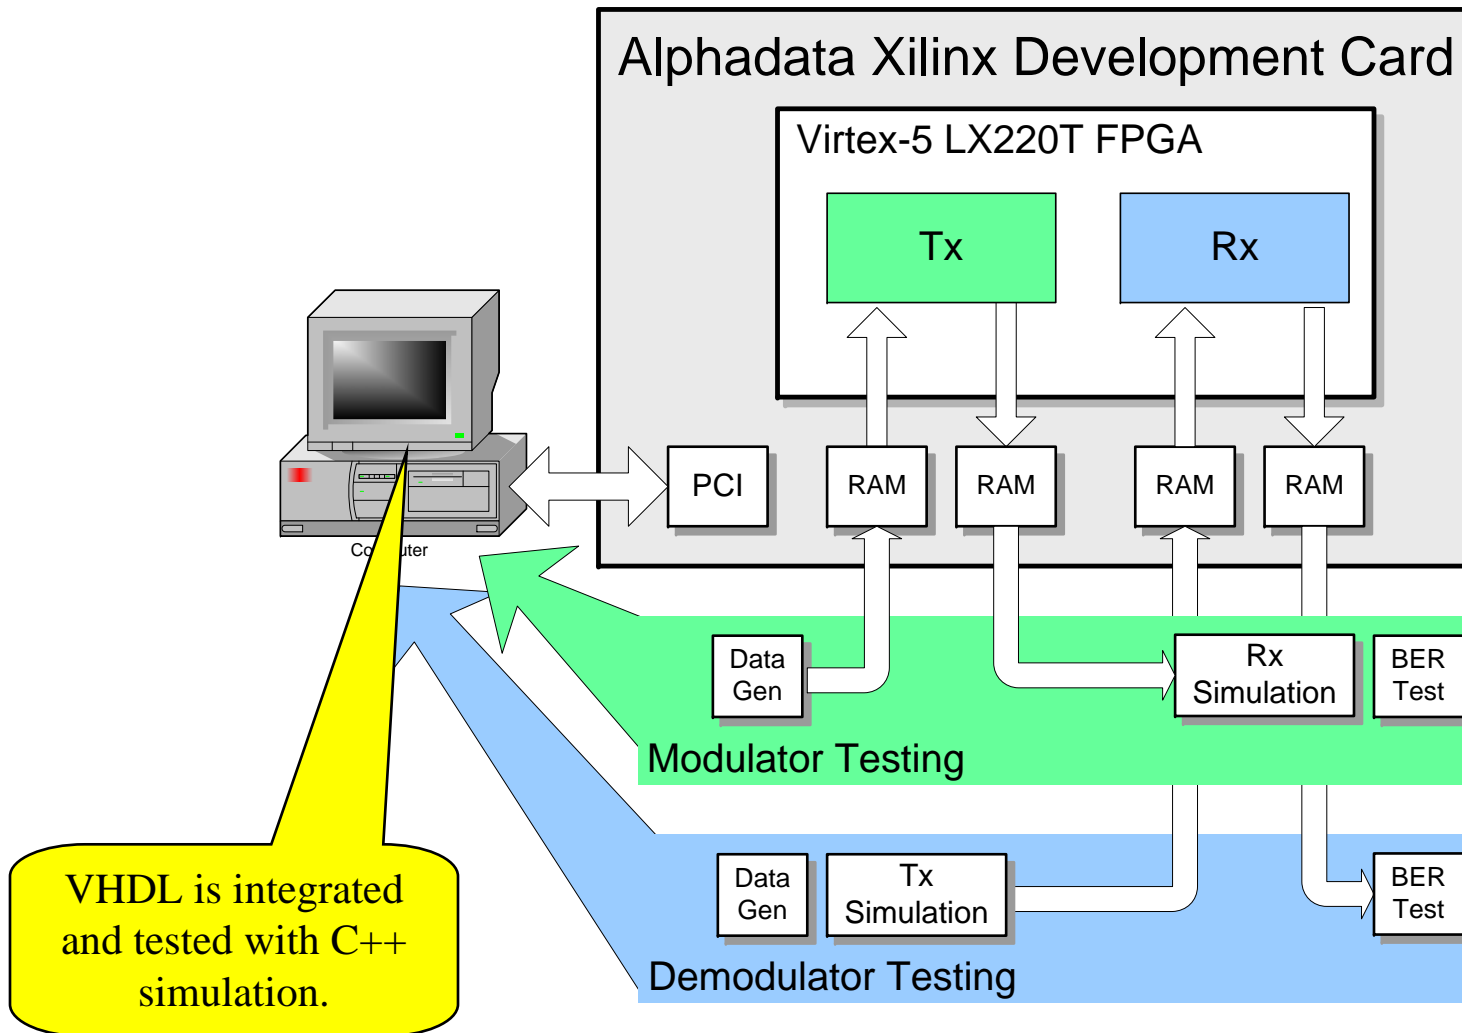 Alphadata Xilinx Development Card
Virtex-5 LX220T FPGA
Tx
Rx
PCI
RAM
RAM
RAM
RAM
Data
Gen
Rx
Simulation
BER
Test
Modulator Testing
Data
Gen
Tx
Simulation
BER
Test
Demodulator Testing
VHDL is integrated
and tested with C++
simulation.